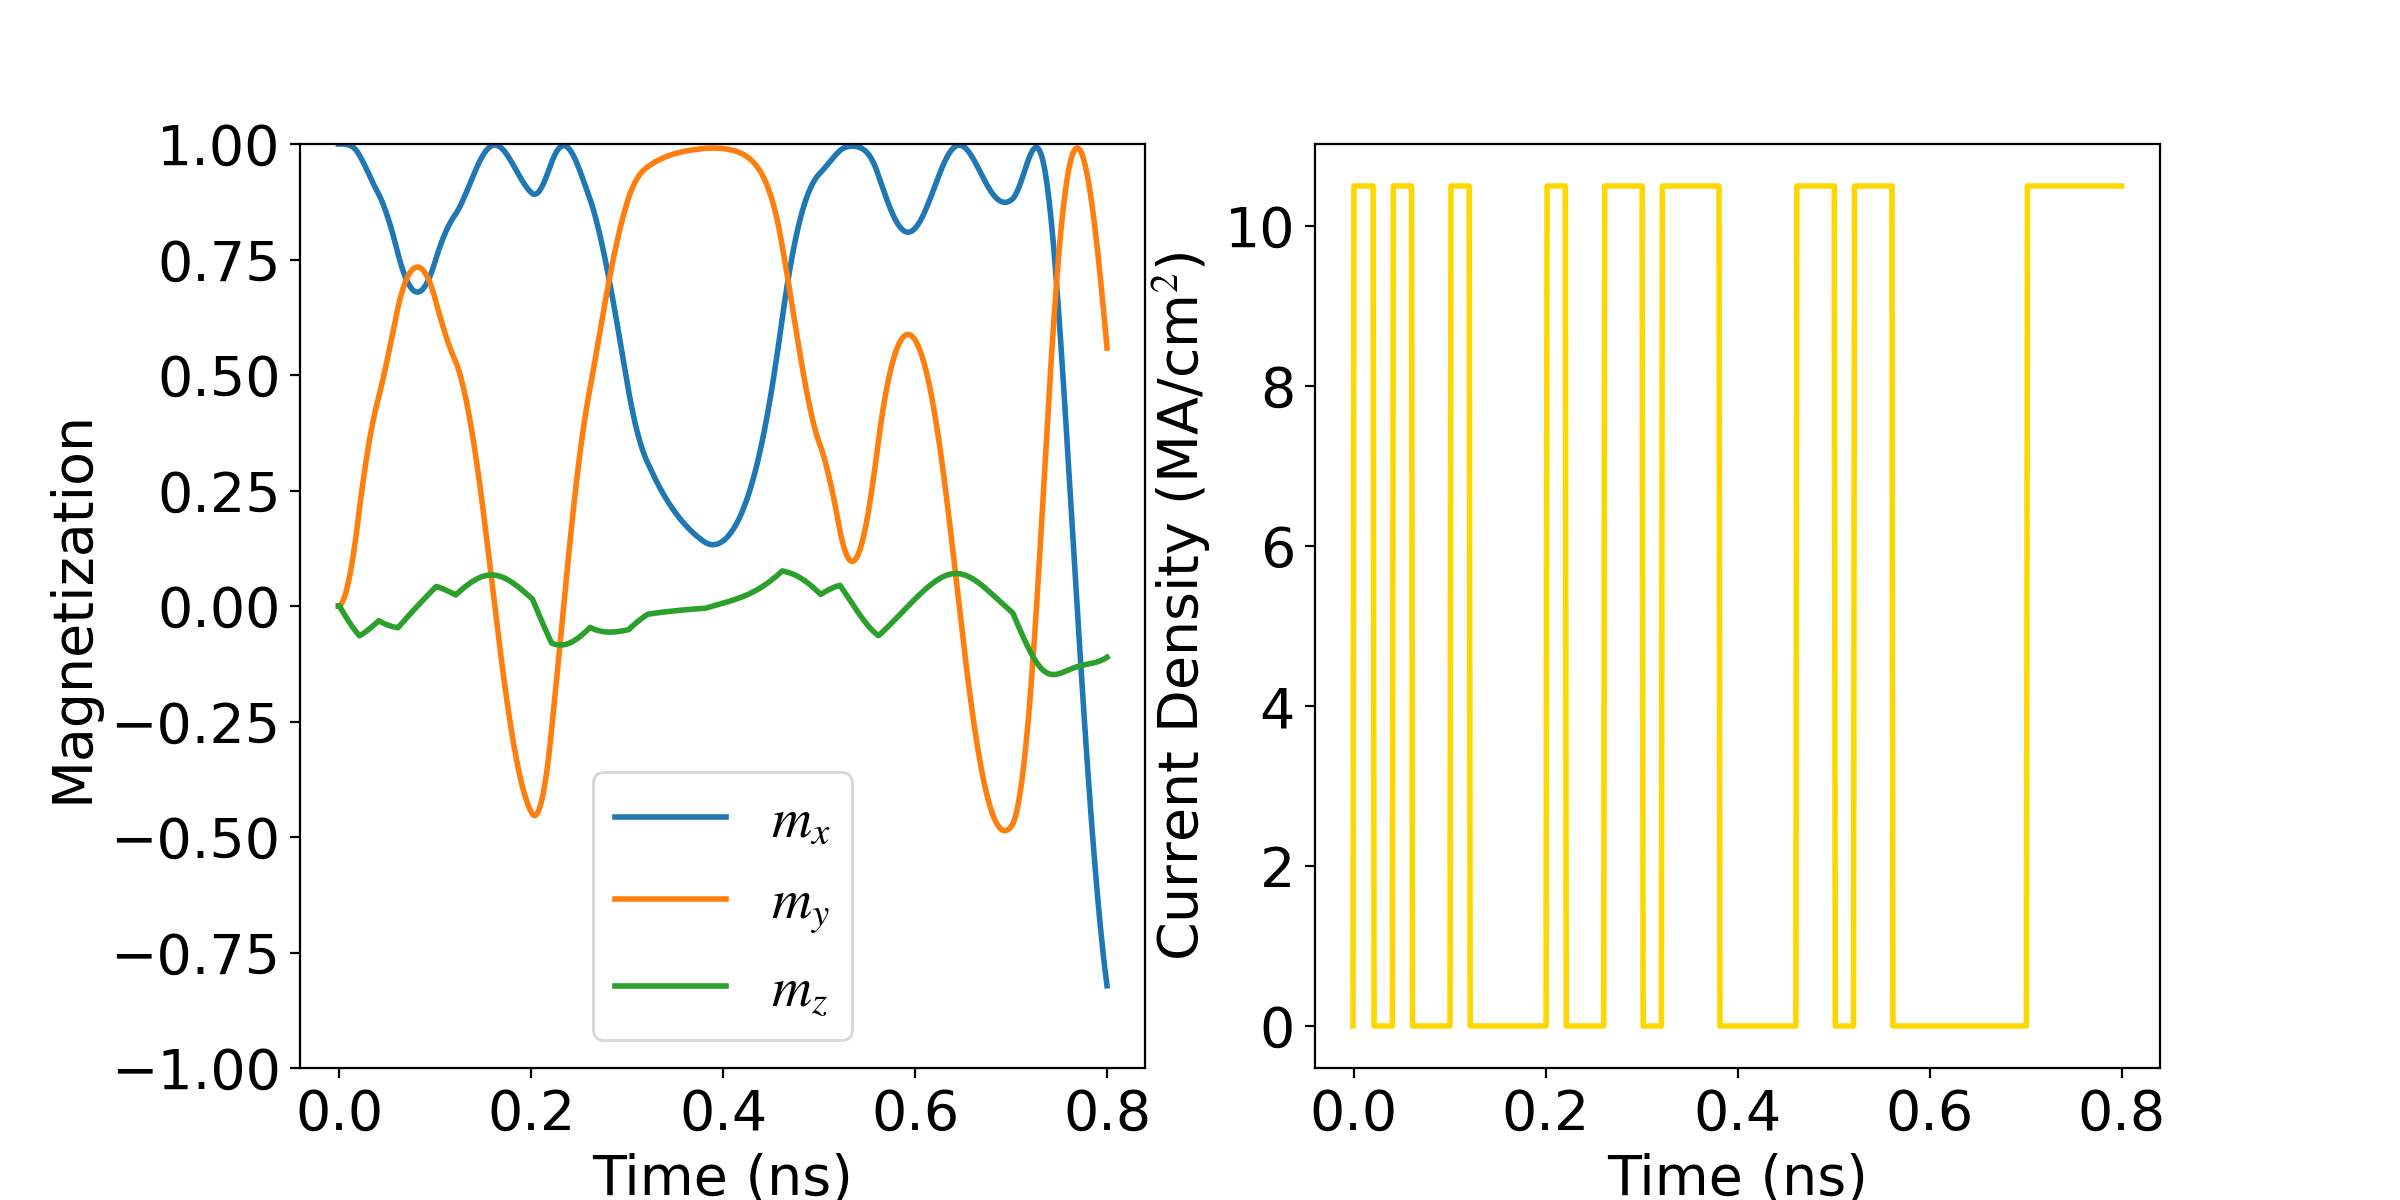 1.00
0.75
0.50
0.25
0.00
−0.25
−0.50
−0.75
−1.00
Magnetization
0.0 0.2 0.4 0.6 0.8
Time (ns)
m_x
m_y
m_z
10
8
6
4
2
0
Current Density (MA/cm²)
0.0 0.2 0.4 0.6 0.8
Time (ns)